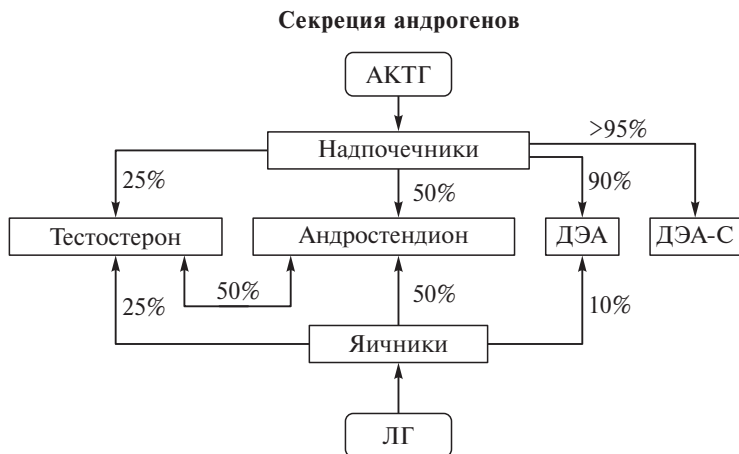 Секреция андрогенов
АКТГ
>95%
Надпочечники
25%
90%
50%
Тестостерон
Андростендион
ДЭА
ДЭА-С
50%
25%
50%
10%
Яичники
ЛГ